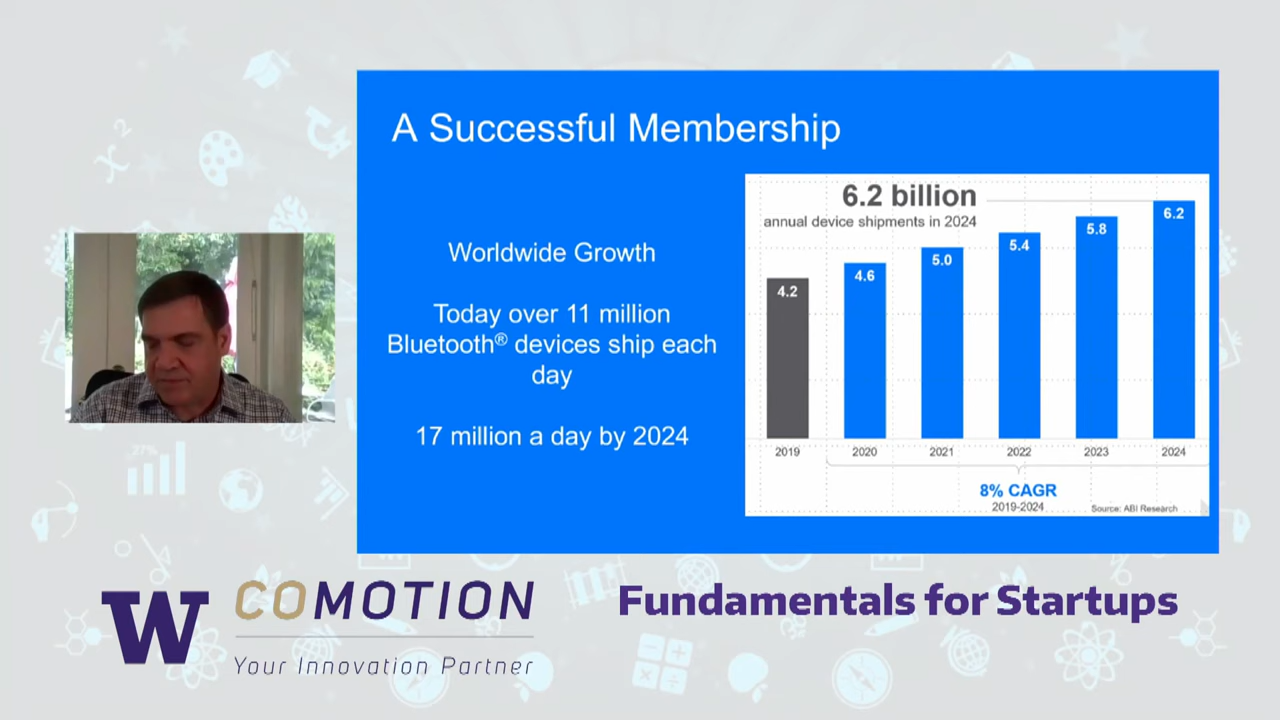 A Successful Membership
Worldwide Growth
Today over 11 million
Bluetooth® devices ship each
day
17 million a day by 2024
6.2 billion
annual device shipments in 2024
4.2
4.6
5.0
5.4
5.8
6.2
2019
2020
2021
2022
2023
2024
8% CAGR
2019-2024
Source: ABI Research
27%
x²
W
COMOTION
Your Innovation Partner
Fundamentals for Startups